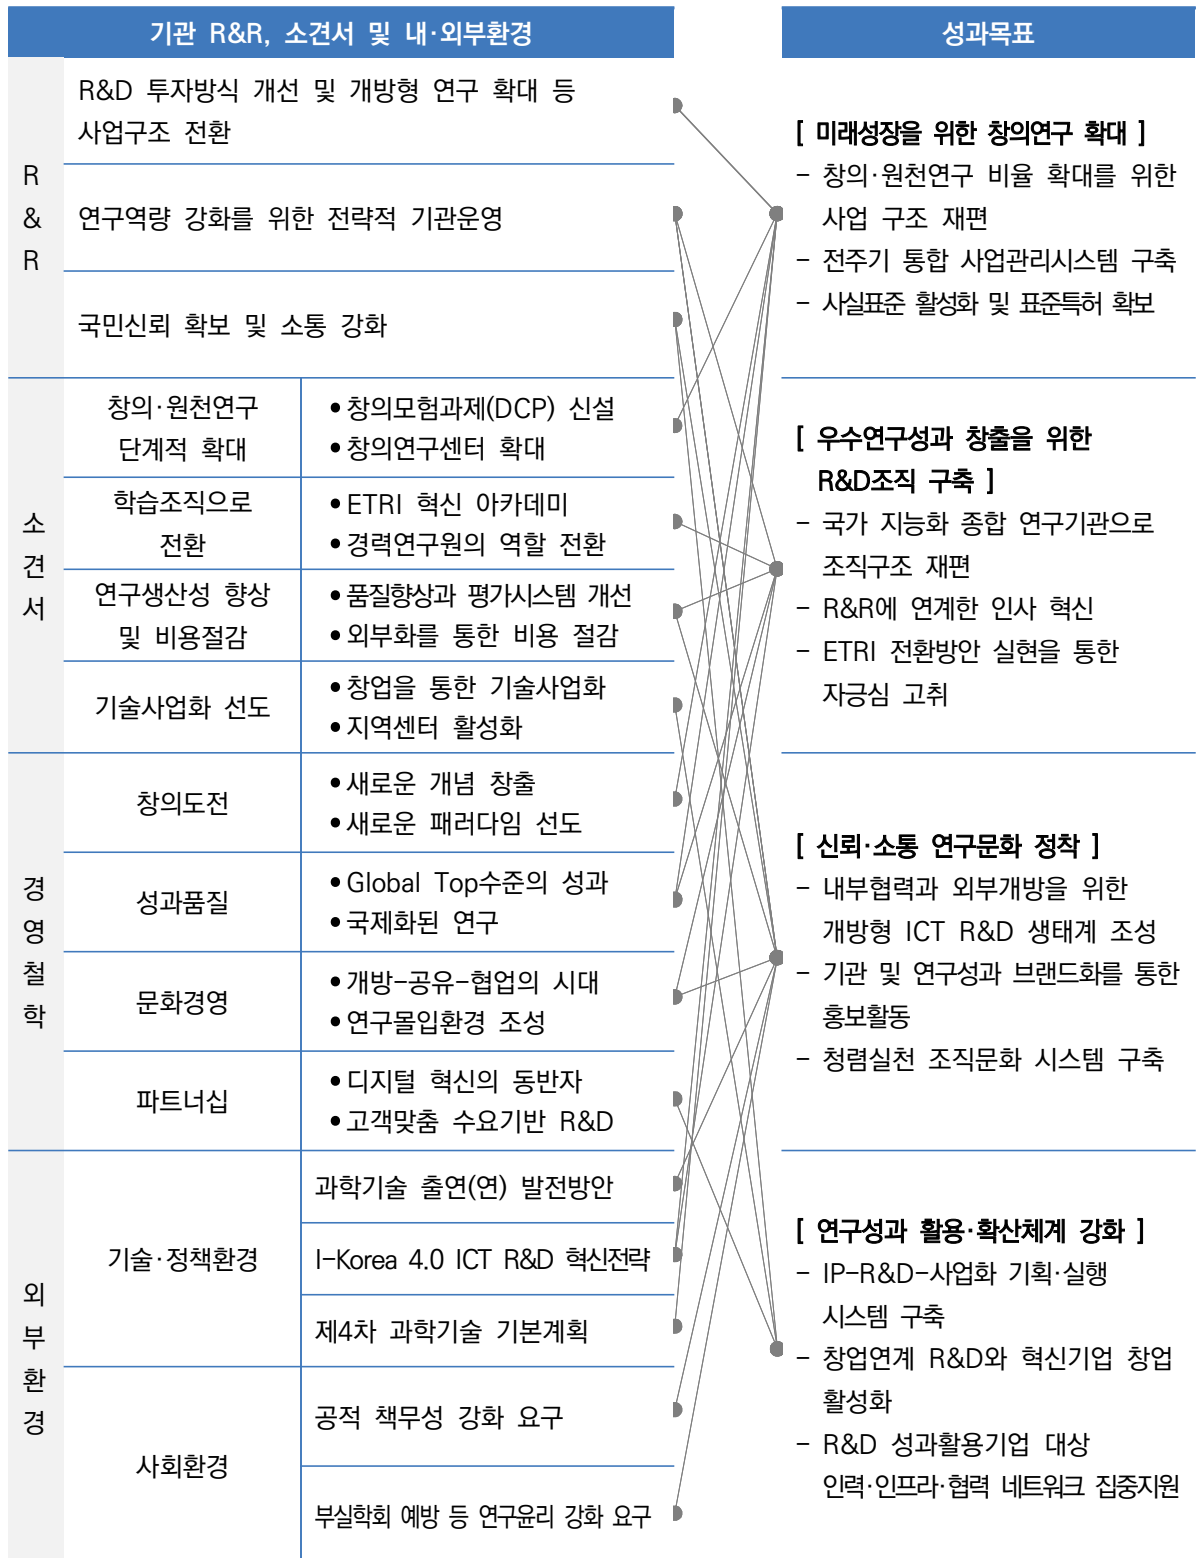 기관 R&R, 소견서 및 내·외부환경
성과목표
R
&
R
R&D 투자방식 개선 및 개방형 연구 확대 등
사업구조 전환
연구역량 강화를 위한 전략적 기관운영
국민신뢰 확보 및 소통 강화
소
견
서
창의·원천연구
단계적 확대
•창의모험과제(DCP) 신설
•창의연구센터 확대
학습조직으로
전환
•ETRI 혁신 아카데미
•경력연구원의 역할 전환
연구생산성 향상
및 비용절감
•품질향상과 평가시스템 개선
•외부화를 통한 비용 절감
기술사업화 선도
•창업을 통한 기술사업화
•지역센터 활성화
경
영
철
학
창의도전
•새로운 개념 창출
•새로운 패러다임 선도
성과품질
•Global Top수준의 성과
•국제화된 연구
문화경영
•개방-공유-협업의 시대
•연구몰입환경 조성
파트너십
•디지털 혁신의 동반자
•고객맞춤 수요기반 R&D
외
부
환
경
기술·정책환경
과학기술 출연(연) 발전방안
I-Korea 4.0 ICT R&D 혁신전략
제4차 과학기술 기본계획
사회환경
공적 책무성 강화 요구
부실학회 예방 등 연구윤리 강화 요구
[ 미래성장을 위한 창의연구 확대 ]
- 창의·원천연구 비율 확대를 위한
사업 구조 재편
- 전주기 통합 사업관리시스템 구축
- 사실표준 활성화 및 표준특허 확보
[ 우수연구성과 창출을 위한
R&D조직 구축 ]
- 국가 지능화 종합 연구기관으로
조직구조 재편
- R&R에 연계한 인사 혁신
- ETRI 전환방안 실현을 통한
자긍심 고취
[ 신뢰·소통 연구문화 정착 ]
- 내부협력과 외부개방을 위한
개방형 ICT R&D 생태계 조성
- 기관 및 연구성과 브랜드화를 통한
홍보활동
- 청렴실천 조직문화 시스템 구축
[ 연구성과 활용·확산체계 강화 ]
- IP-R&D-사업화 기획·실행
시스템 구축
- 창업연계 R&D와 혁신기업 창업
활성화
- R&D 성과활용기업 대상
인력·인프라·협력 네트워크 집중지원